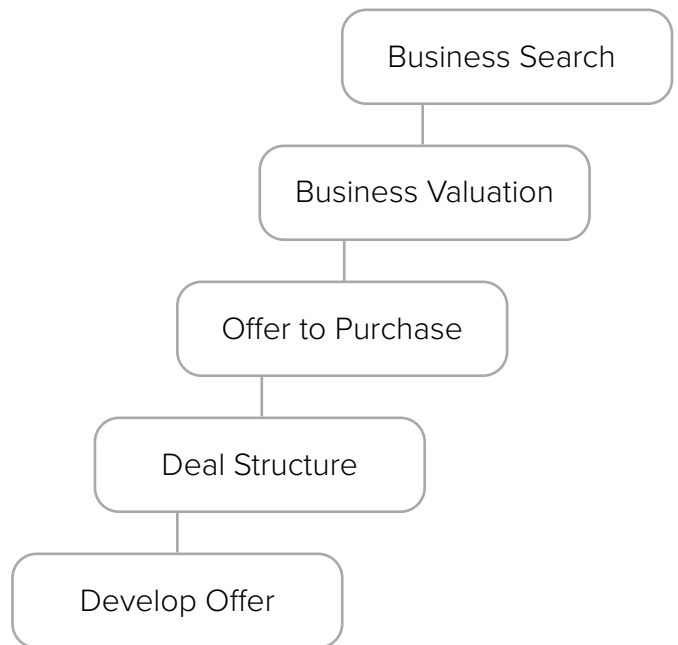 Business Search
Business Valuation
Offer to Purchase
Deal Structure
Develop Offer